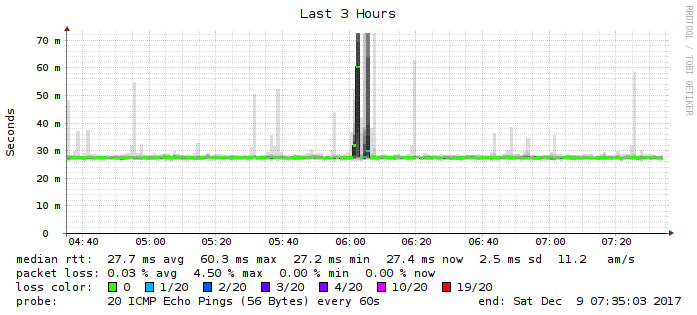 Last 3 Hours
RRDTOOL / TOBI OETIKER
Seconds
70 m
60 m
50 m
40 m
30 m
20 m
10 m
0
04:40 05:00 05:20 05:40 06:00 06:20 06:40 07:00 07:20
median rtt: 27.7 ms avg 60.3 ms max 27.2 ms min 27.4 ms now 2.5 ms sd 11.2 am/s
packet loss: 0.03 % avg 4.50 % max 0.00 % min 0.00 % now
loss color: 0 1/20 2/20 3/20 4/20 10/20 19/20
probe: 20 ICMP Echo Pings (56 Bytes) every 60s end: Sat Dec 9 07:35:03 2017